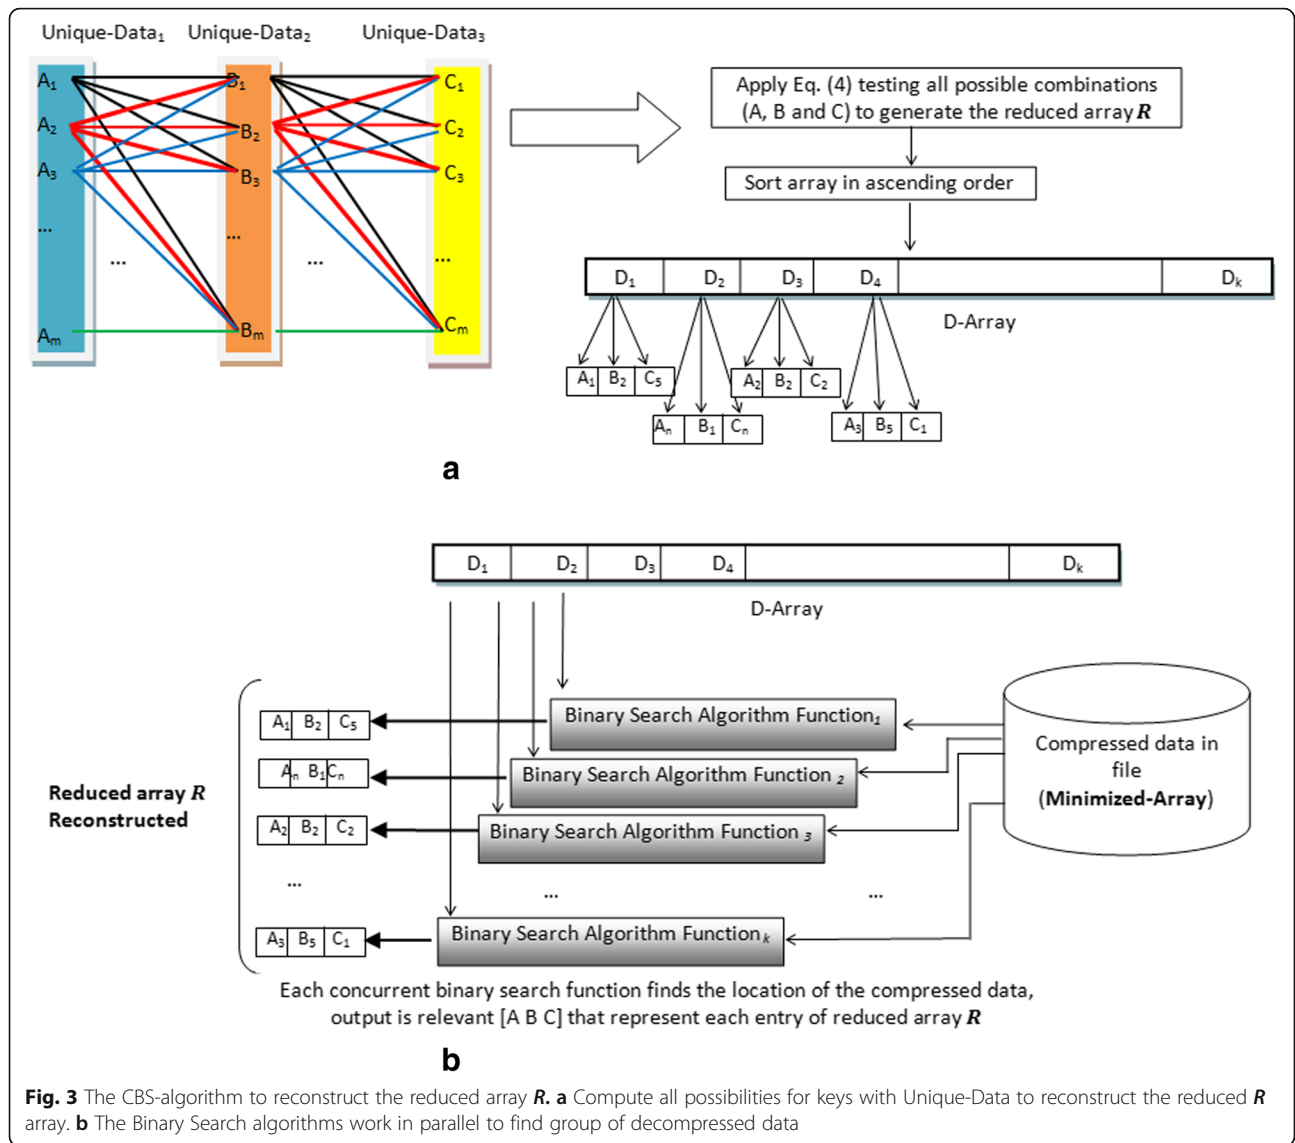 Unique-Data₁ Unique-Data₂ Unique-Data₃
A₁ B₁ C₁
A₂ B₂ C₂
A₃ B₃ C₃
... ... ...
... ...
Aₘ Bₘ Cₘ
Apply Eq. (4) testing all possible combinations
(A, B and C) to generate the reduced array R
Sort array in ascending order
D₁ D₂ D₃ D₄ Dₖ
D-Array
A₁ B₂ C₅
A₂ B₂ C₂
Aₙ B₁ Cₙ
A₃ B₅ C₁
a
D₁ D₂ D₃ D₄ Dₖ
D-Array
A₁ B₂ C₅
Binary Search Algorithm Function₁
Aₙ B₁ Cₙ
Binary Search Algorithm Function ₂
A₂ B₂ C₂
Binary Search Algorithm Function ₃
... ... ...
A₃ B₅ C₁
Binary Search Algorithm Function ₖ
Reduced array R
Reconstructed
Compressed data in
file
(Minimized-Array)
Each concurrent binary search function finds the location of the compressed data,
output is relevant [A B C] that represent each entry of reduced array R
b
Fig. 3 The CBS-algorithm to reconstruct the reduced array R. a Compute all possibilities for keys with Unique-Data to reconstruct the reduced R
array. b The Binary Search algorithms work in parallel to find group of decompressed data